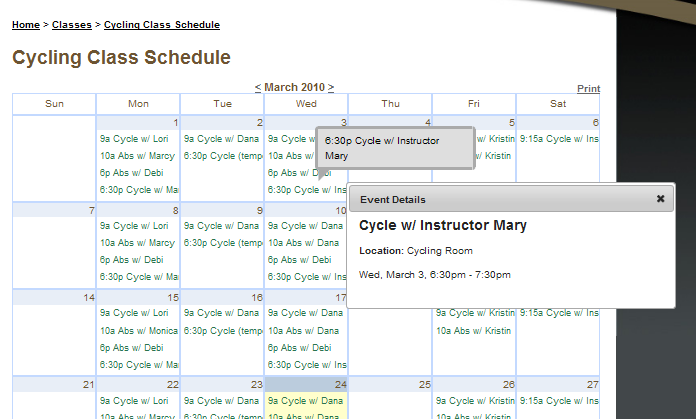 Home > Classes > Cycling Class Schedule
Cycling Class Schedule
< March 2010 >
Print
Sun Mon Tue Wed Thu Fri Sat
1 2 3 4 5 6
9a Cycle w/ Lori 9a Cycle w/ Dana 9a Cycle w/ Kristin 9:15a Cycle w/ Ins
10a Abs w/ Marcy 6:30p Cycle (temp 10a Abs w/ Kristin
6p Abs w/ Debi 6p Abs w/ Debi
6:30p Cycle w/ Ma 6:30p Cycle w/ Ins
6:30p Cycle w/ Instructor
Mary
Event Details
Cycle w/ Instructor Mary
Location: Cycling Room
Wed, March 3, 6:30pm - 7:30pm
7 8 9 10
9a Cycle w/ Lori 9a Cycle w/ Dana 9a Cycle w/ Dana
10a Abs w/ Marcy 6:30p Cycle (temp 10a Abs w/ Dana
6p Abs w/ Debi 6p Abs w/ Debi
6:30p Cycle w/ Ma 6:30p Cycle w/ Ins
14 15 16 17
9a Cycle w/ Lori 9a Cycle w/ Dana 9a Cycle w/ Dana 9a Cycle w/ Kristin 9:15a Cycle w/ Ins
10a Abs w/ Monica 6:30p Cycle (temp 10a Abs w/ Dana 10a Abs w/ Kristin
6p Abs w/ Debi 6p Abs w/ Debi
6:30p Cycle w/ Ma 6:30p Cycle w/ Ins
21 22 23 24 25 26 27
9a Cycle w/ Lori 9a Cycle w/ Dana 9a Cycle w/ Dana 9a Cycle w/ Kristin 9:15a Cycle w/ Ins
10a Abs w/ Marcy 6:30p Cycle (temp 10a Abs w/ Dana 10a Abs w/ Kristin